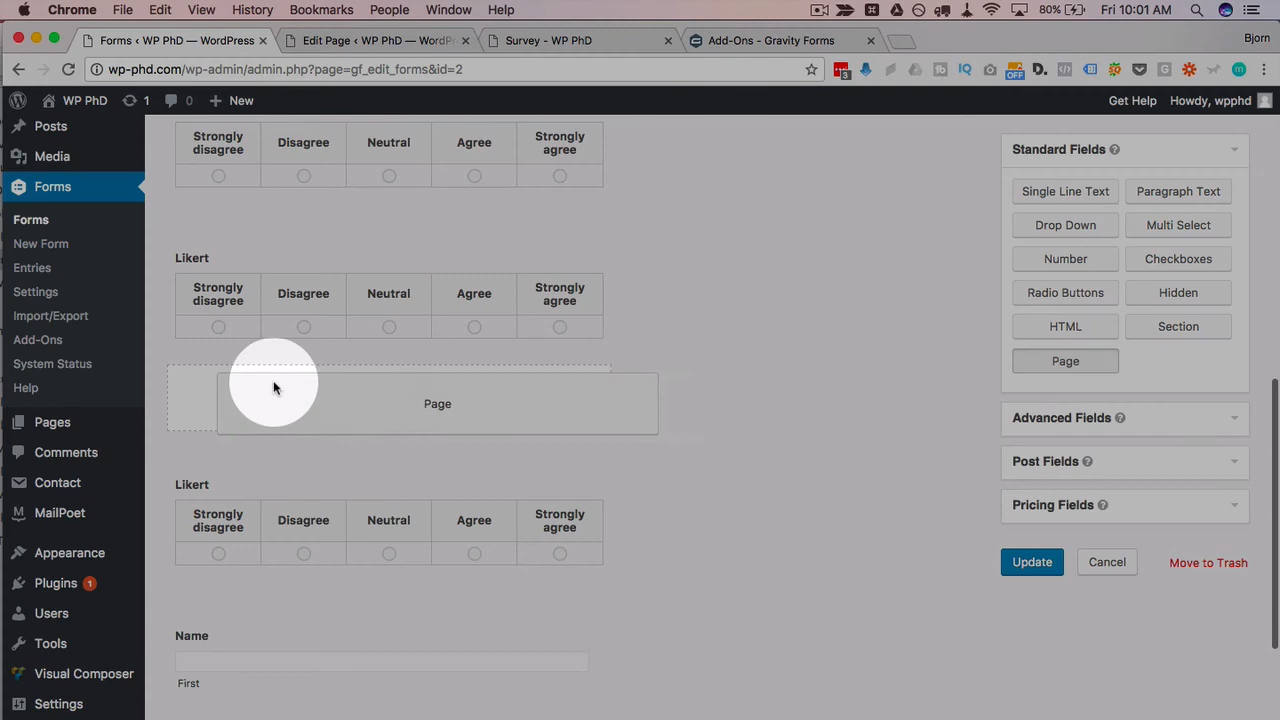 Chrome File Edit View History Bookmarks People Window Help 80% Fri 10:01 AM
Forms ‹ WP PhD — WordPress Edit Page ‹ WP PhD — WordPr Survey - WP PhD Add-Ons - Gravity Forms Bjorn
wp-phd.com/wp-admin/admin.php?page=gf_edit_forms&id=2
3 OFF
WP PhD 1 0 New Get Help Howdy, wpphd
Posts
Media
Forms
Forms
New Form
Entries
Settings
Import/Export
Add-Ons
System Status
Help
Pages
Comments
Contact
MailPoet
Appearance
Plugins 1
Users
Tools
Visual Composer
Settings
Strongly disagree Disagree Neutral Agree Strongly agree
Likert
Strongly disagree Disagree Neutral Agree Strongly agree
Page
Likert
Strongly disagree Disagree Neutral Agree Strongly agree
Name
First
Standard Fields ?
Single Line Text Paragraph Text
Drop Down Multi Select
Number Checkboxes
Radio Buttons Hidden
HTML Section
Page
Advanced Fields ?
Post Fields ?
Pricing Fields ?
Update Cancel Move to Trash